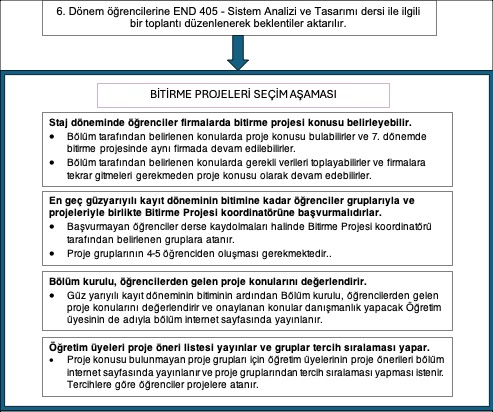 6. Dönem öğrencilerine END 405 - Sistem Analizi ve Tasarımı dersi ile ilgili
bir toplantı düzenlenerek beklentiler aktarılır.
BİTİRME PROJELERİ SEÇİM AŞAMASI
Staj döneminde öğrenciler firmalarda bitirme projesi konusu belirleyebilir.
• Bölüm tarafından belirlenen konularda proje konusu bulabilirler ve 7. dönemde
bitirme projesinde aynı firmada devam edilebilirler.
• Bölüm tarafından belirlenen konularda gerekli verileri toplayabilirler ve firmalara
tekrar gitmeleri gerekmeden proje konusu olarak devam edebilirler.
En geç güzyarıyılı kayıt döneminin bitimine kadar öğrenciler gruplarıyla ve
projeleriyle birlikte Bitirme Projesi koordinatörüne başvurmalıdırlar.
• Başvurmayan öğrenciler derse kaydolmaları halinde Bitirme Projesi koordinatörü
tarafından belirlenen gruplara atanır.
• Proje gruplarının 4-5 öğrenciden oluşması gerekmektedir..
Bölüm kurulu, öğrencilerden gelen proje konularını değerlendirir.
• Güz yarıyılı kayıt döneminin bitiminin ardından Bölüm kurulu, öğrencilerden gelen
proje konularını değerlendirir ve onaylanan konular danışmanlık yapacak Öğretim
üyesinin de adıyla bölüm internet sayfasında yayınlanır.
Öğretim üyeleri proje öneri listesi yayınlar ve gruplar tercih sıralaması yapar.
• Proje konusu bulunmayan proje grupları için öğretim üyelerinin proje önerileri bölüm
internet sayfasında yayınlanır ve proje gruplarından tercih sıralaması yapması istenir.
Tercihlere göre öğrenciler projelere atanır.